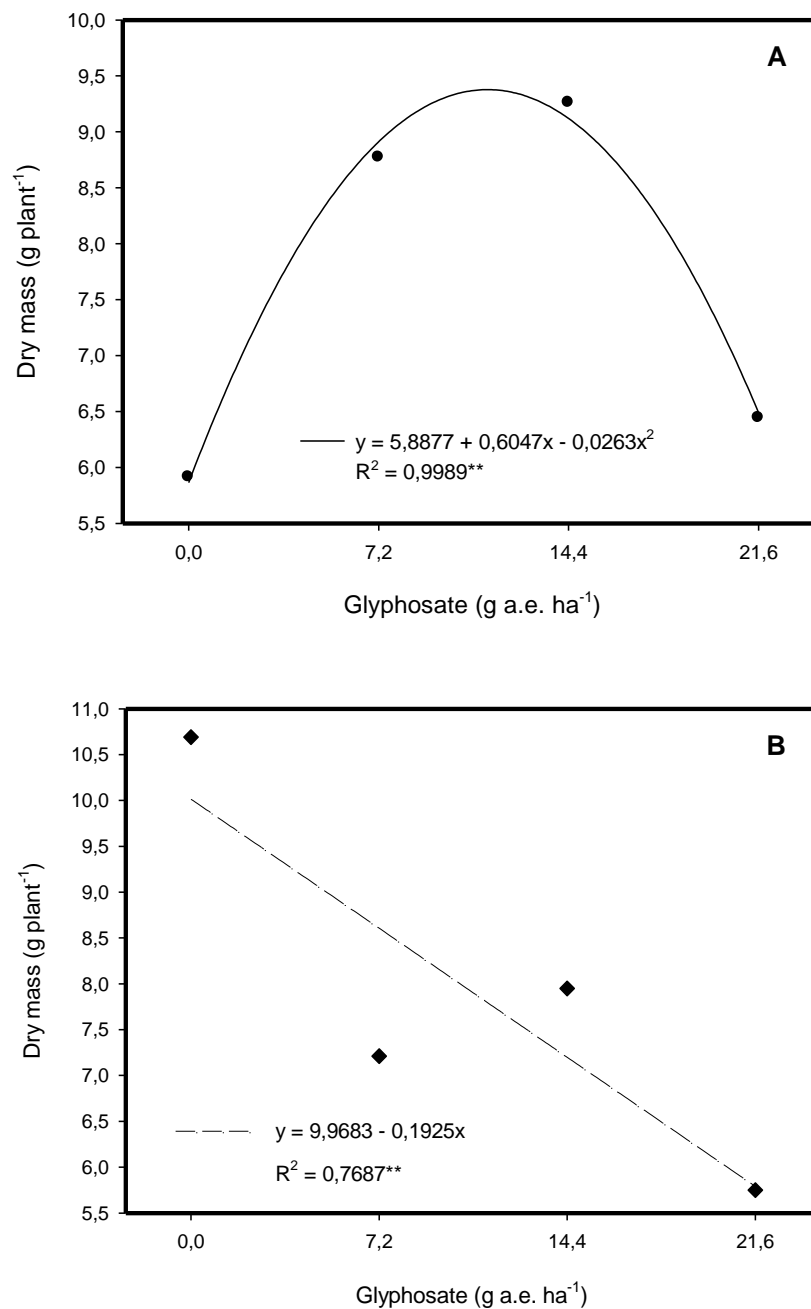 A
10,0
9,5
9,0
8,5
8,0
7,5
7,0
6,5
6,0
5,5
Dry mass (g plant⁻¹)
y = 5,8877 + 0,6047x - 0,0263x²
R² = 0,9989**
0,0 7,2 14,4 21,6
Glyphosate (g a.e. ha⁻¹)
B
11,0
10,5
10,0
9,5
9,0
8,5
8,0
7,5
7,0
6,5
6,0
5,5
Dry mass (g plant⁻¹)
y = 9,9683 - 0,1925x
R² = 0,7687**
0,0 7,2 14,4 21,6
Glyphosate (g a.e. ha⁻¹)